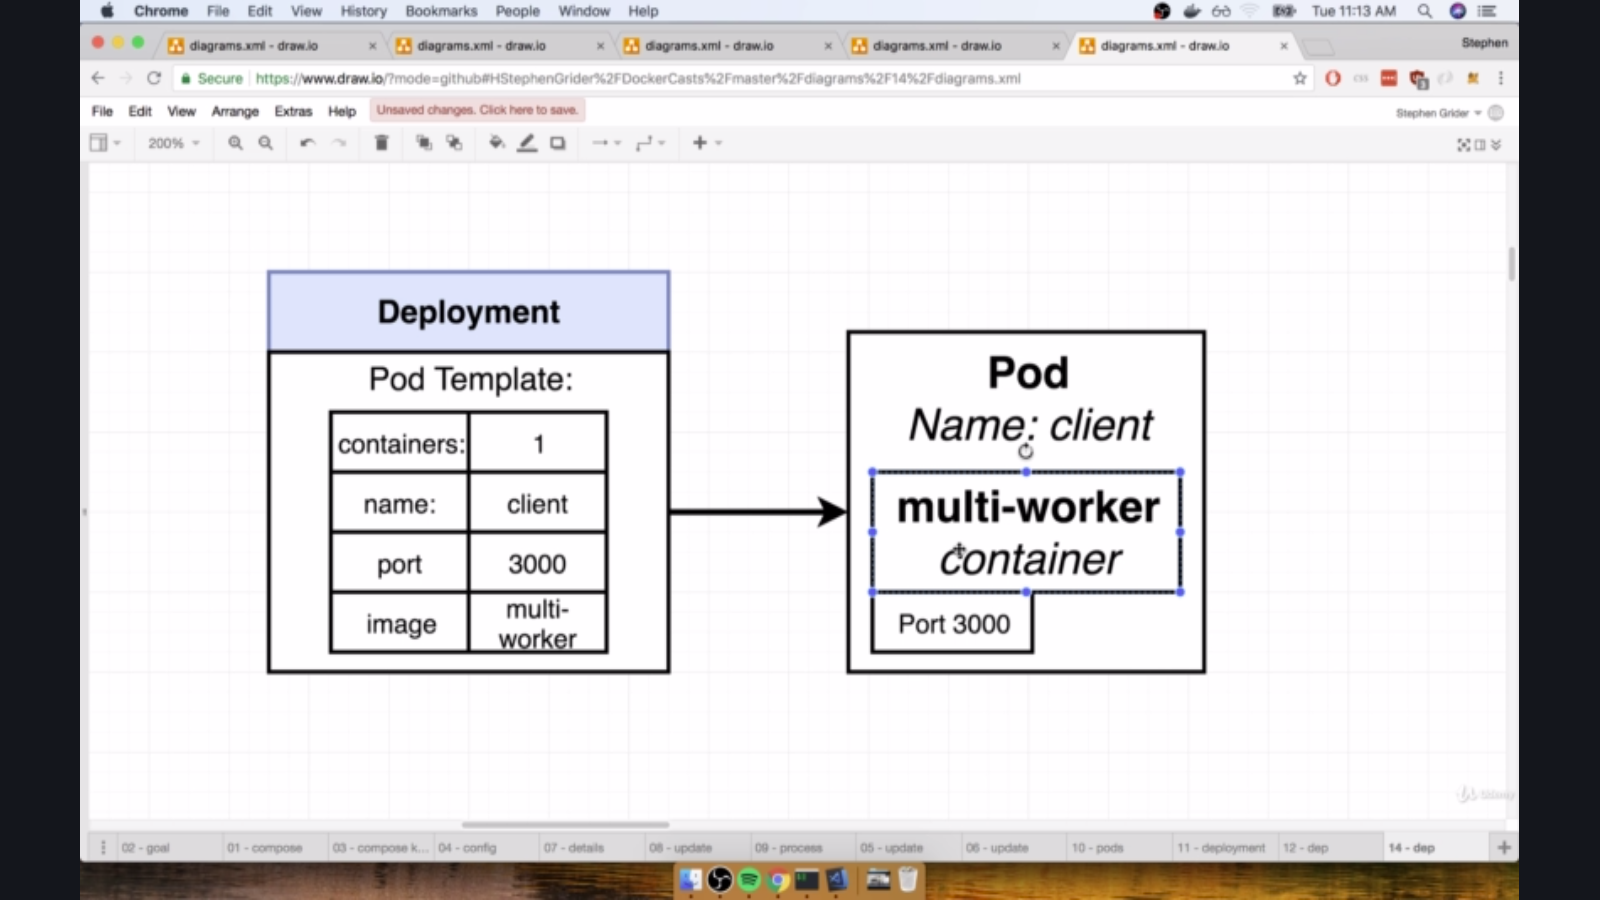 Chrome File Edit View History Bookmarks People Window Help Tue 11:13 AM
diagrams.xml - draw.io diagrams.xml - draw.io diagrams.xml - draw.io diagrams.xml - draw.io diagrams.xml - draw.io Stephen
Secure https://www.draw.io/?mode=github#HStephenGrider%2FDockerCasts%2Fmaster%2Fdiagrams%2F14%2Fdiagrams.xml
File Edit View Arrange Extras Help Unsaved changes. Click here to save. Stephen Grider
200%
Deployment
Pod Template:
containers: 1
name: client
port 3000
image multi-
worker
Pod
Name: client
multi-worker
container
Port 3000
02 - goal 01 - compose 03 - compose k... 04 - config 07 - details 08 - update 09 - process 05 - update 06 - update 10 - pods 11 - deployment 12 - dep 14 - dep